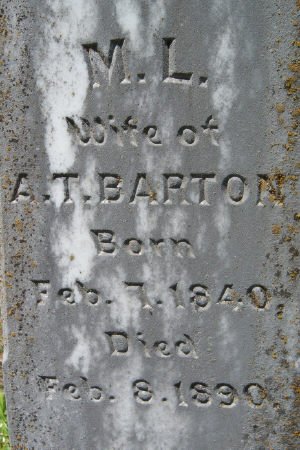 M.L.
Wife of
A.T.BARTON
Born
Feb. 7. 1840.
Died
Feb. 8. 1890.